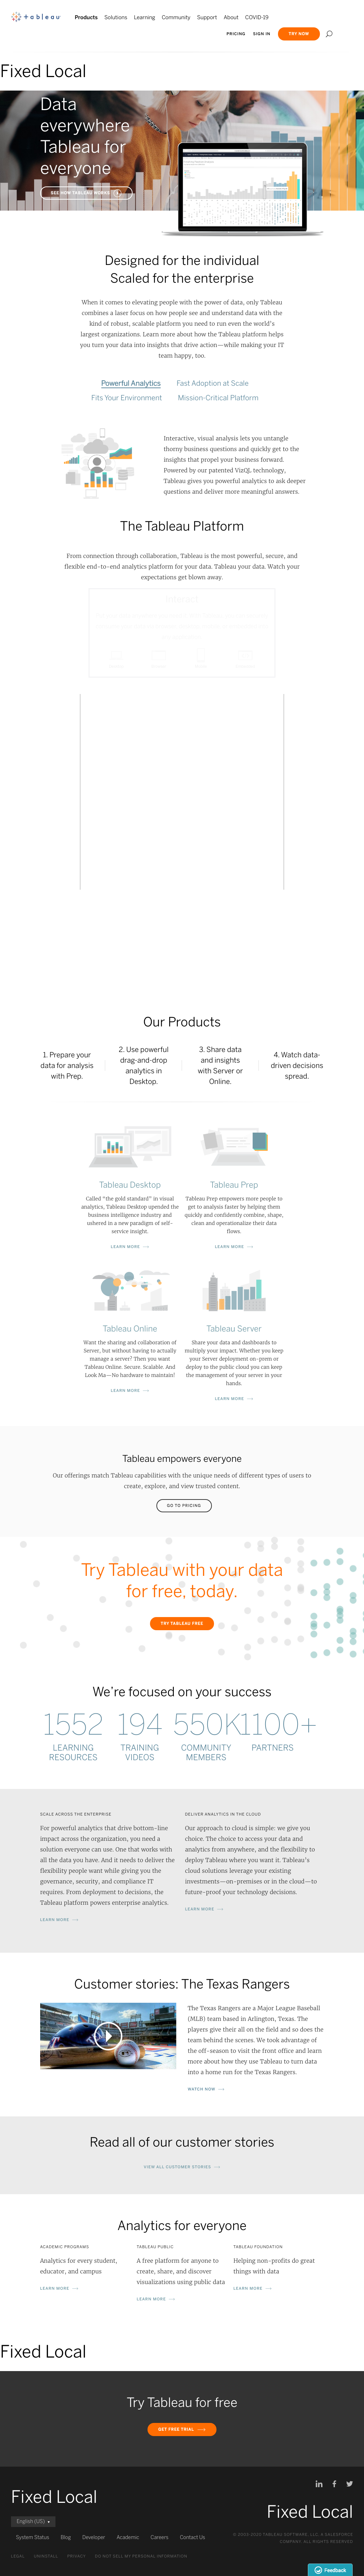 tableau
Products Solutions Learning Community Support About COVID-19
PRICING SIGN IN TRY NOW
Fixed Local
Data
everywhere
Tableau for
everyone
SEE HOW TABLEAU WORKS
Designed for the individual
Scaled for the enterprise
When it comes to elevating people with the power of data, only Tableau
combines a laser focus on how people see and understand data with the
kind of robust, scalable platform you need to run even the world's
largest organizations. Learn more about how the Tableau platform helps
you turn your data into insights that drive action—while making your IT
team happy, too.
Powerful Analytics Fast Adoption at Scale
Fits Your Environment Mission-Critical Platform
Interactive, visual analysis lets you untangle
thorny business questions and quickly get to the
insights that propel your business forward.
Powered by our patented VizQL technology,
Tableau gives you powerful analytics to ask deeper
questions and deliver more meaningful answers.
The Tableau Platform
From connection through collaboration, Tableau is the most powerful, secure, and
flexible end-to-end analytics platform for your data. Tableau your data. Watch your
expectations get blown away.
Our Products
1. Prepare your
data for analysis
with Prep.
2. Use powerful
drag-and-drop
analytics in
Desktop.
3. Share data
and insights
with Server or
Online.
4. Watch data-
driven decisions
spread.
Tableau Desktop
Called "the gold standard" in visual
analytics, Tableau Desktop upended the
business intelligence industry and
ushered in a new paradigm of self-
service insight.
LEARN MORE
Tableau Prep
Tableau Prep empowers more people to
get to analysis faster by helping them
quickly and confidently combine, shape,
clean and operationalize their data
flows.
LEARN MORE
Tableau Online
Want the sharing and collaboration of
Server, but without having to actually
manage a server? Then you want
Tableau Online. Secure. Scalable. And
Look Ma—No hardware to maintain!
LEARN MORE
Tableau Server
Share your data and dashboards to
multiply your impact. Whether you keep
your Server deployment on-prem or
deploy to the public cloud you can keep
the management of your server in your
hands.
LEARN MORE
Tableau empowers everyone
Our offerings match Tableau capabilities with the unique needs of different types of users to
create, explore, and view trusted content.
GO TO PRICING
Try Tableau with your data
for free, today.
TRY TABLEAU FREE
We're focused on your success
1552 194 550K 1100+
LEARNING
RESOURCES
TRAINING
VIDEOS
COMMUNITY
MEMBERS
PARTNERS
SCALE ACROSS THE ENTERPRISE
For powerful analytics that drive bottom-line
impact across the organization, you need a
solution everyone can use. One that works with
all the data you have. And it needs to deliver the
flexibility people want while giving you the
governance, security, and compliance IT
requires. From deployment to decisions, the
Tableau platform powers enterprise analytics.
LEARN MORE
DELIVER ANALYTICS IN THE CLOUD
Our approach to cloud is simple: we give you
choice. The choice to access your data and
analytics from anywhere, and the flexibility to
deploy Tableau where you want it. Tableau's
cloud solutions leverage your existing
investments—on-premises or in the cloud—to
future-proof your technology decisions.
LEARN MORE
Customer stories: The Texas Rangers
The Texas Rangers are a Major League Baseball
(MLB) team based in Arlington, Texas. The
players give their all on the field and so does the
team behind the scenes. We took advantage of
the off-season to visit the front office and learn
more about how they use Tableau to turn data
into a home run for the Texas Rangers.
WATCH NOW
Read all of our customer stories
VIEW ALL CUSTOMER STORIES
Analytics for everyone
ACADEMIC PROGRAMS
Analytics for every student,
educator, and campus
LEARN MORE
TABLEAU PUBLIC
A free platform for anyone to
create, share, and discover
visualizations using public data
LEARN MORE
TABLEAU FOUNDATION
Helping non-profits do great
things with data
LEARN MORE
Fixed Local
Try Tableau for free
GET FREE TRIAL
Fixed Local
English (US)
System Status Blog Developer Academic Careers Contact Us
LEGAL UNINSTALL PRIVACY DO NOT SELL MY PERSONAL INFORMATION
Fixed Local
© 2003-2020 TABLEAU SOFTWARE, LLC, A SALESFORCE
COMPANY. ALL RIGHTS RESERVED
Feedback